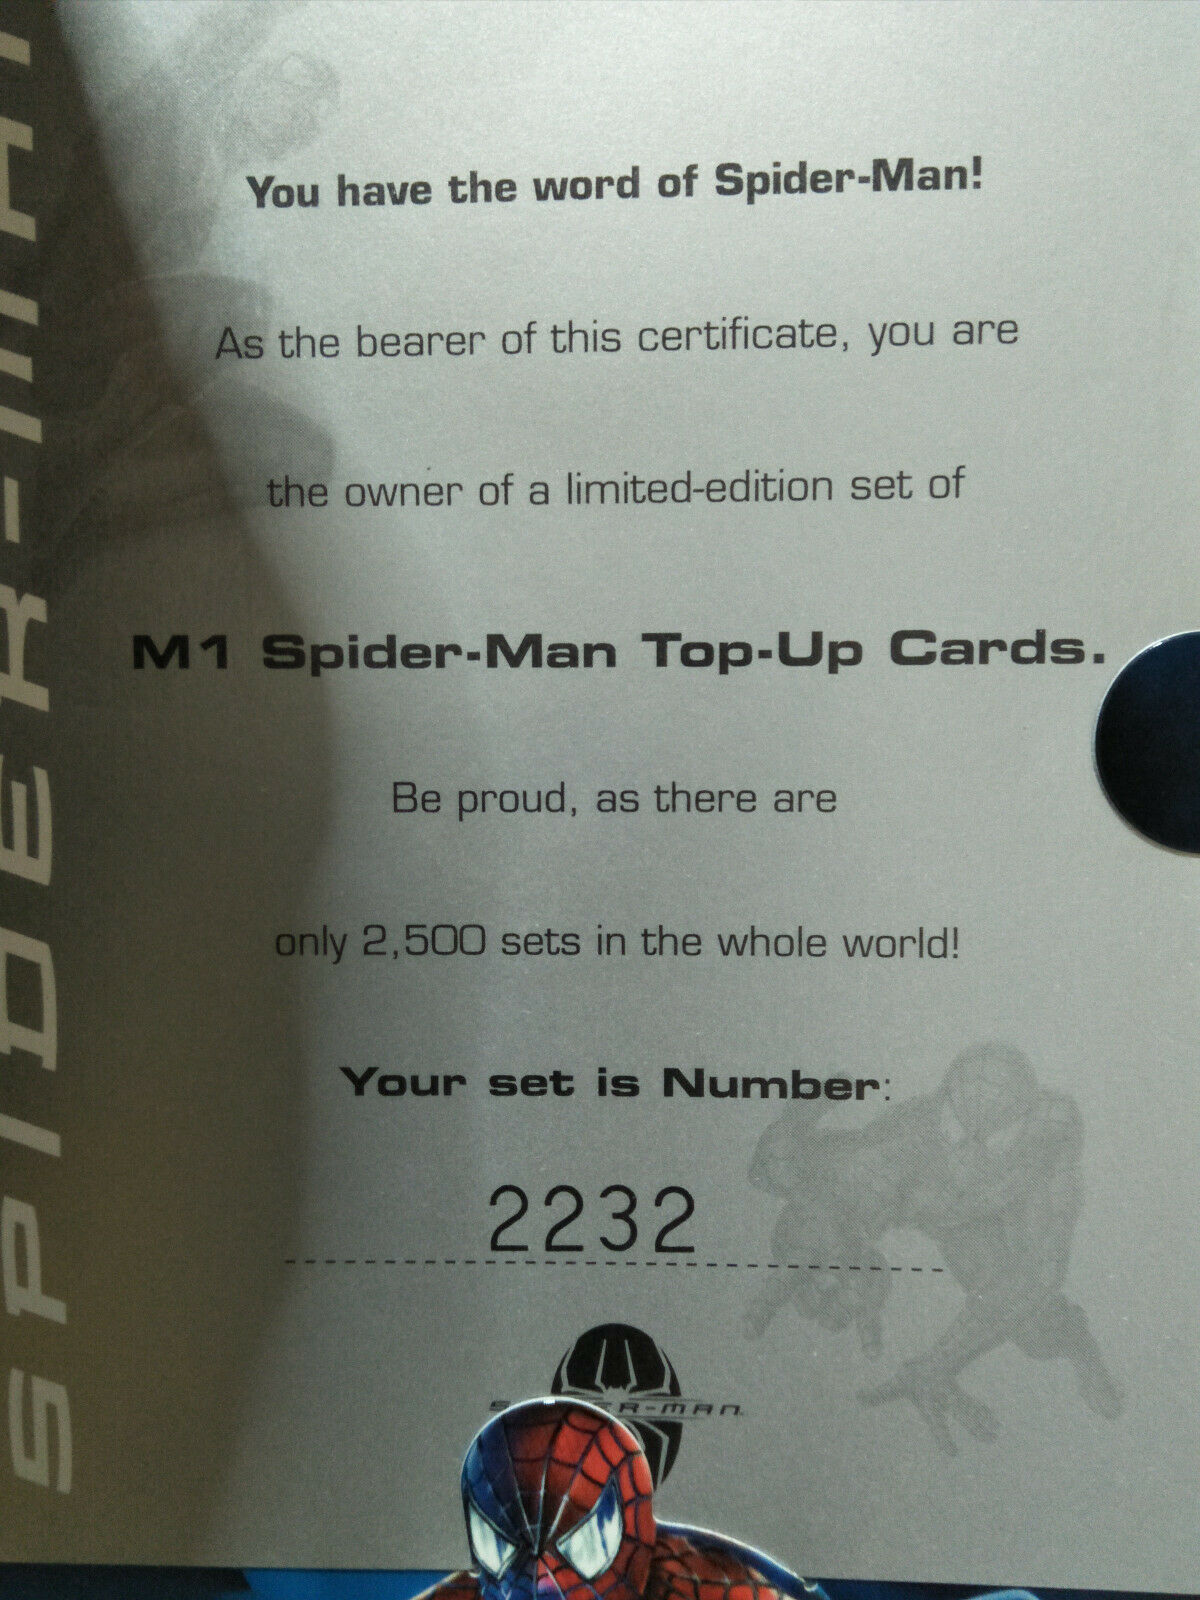 You have the word of Spider-Man!
As the bearer of this certificate, you are
the owner of a limited-edition set of
M1 Spider-Man Top-Up Cards.
Be proud, as there are
only 2,500 sets in the whole world!
Your set is Number:
2232
SPIDER-MAN